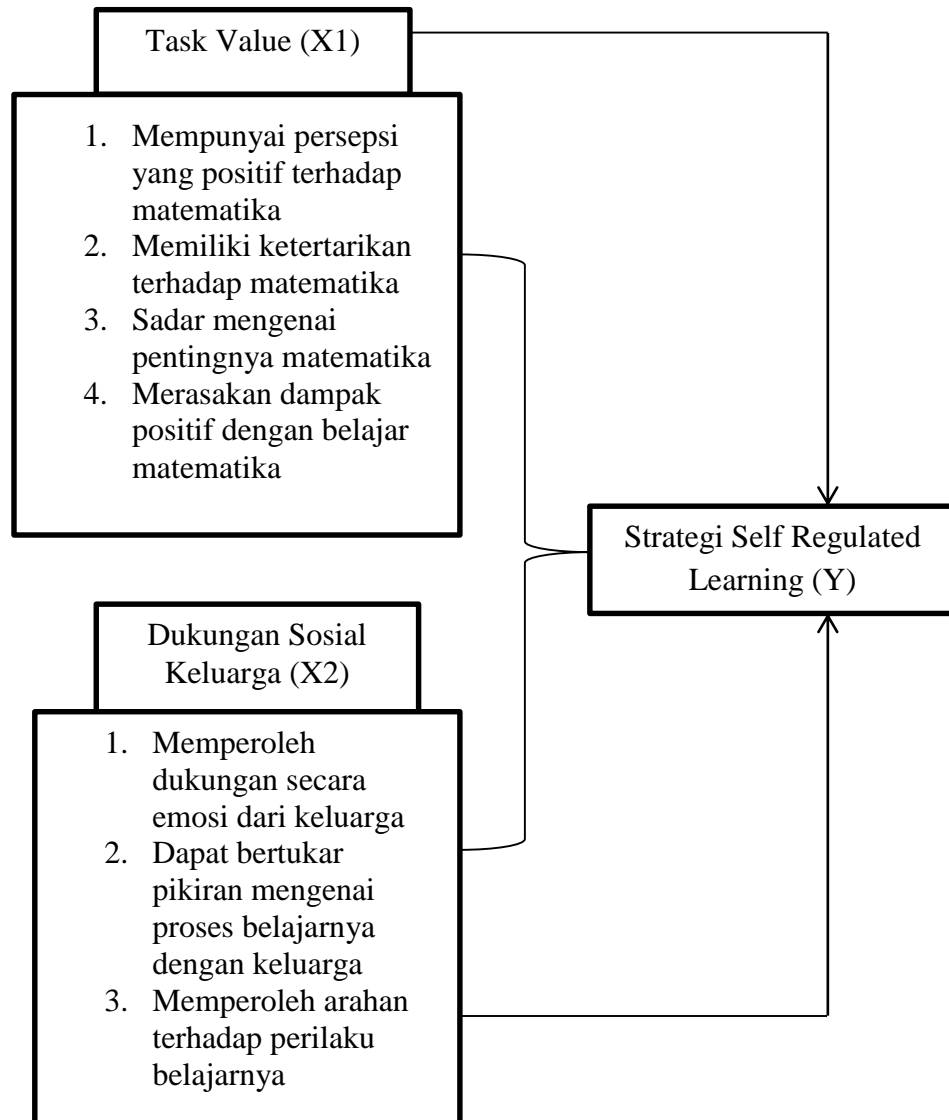 Task Value (X1)
1. Mempunyai persepsi
yang positif terhadap
matematika
2. Memiliki ketertarikan
terhadap matematika
3. Sadar mengenai
pentingnya matematika
4. Merasakan dampak
positif dengan belajar
matematika
Strategi Self Regulated
Learning (Y)
Dukungan Sosial
Keluarga (X2)
1. Memperoleh
dukungan secara
emosi dari keluarga
2. Dapat bertukar
pikiran mengenai
proses belajarnya
dengan keluarga
3. Memperoleh arahan
terhadap perilaku
belajarnya